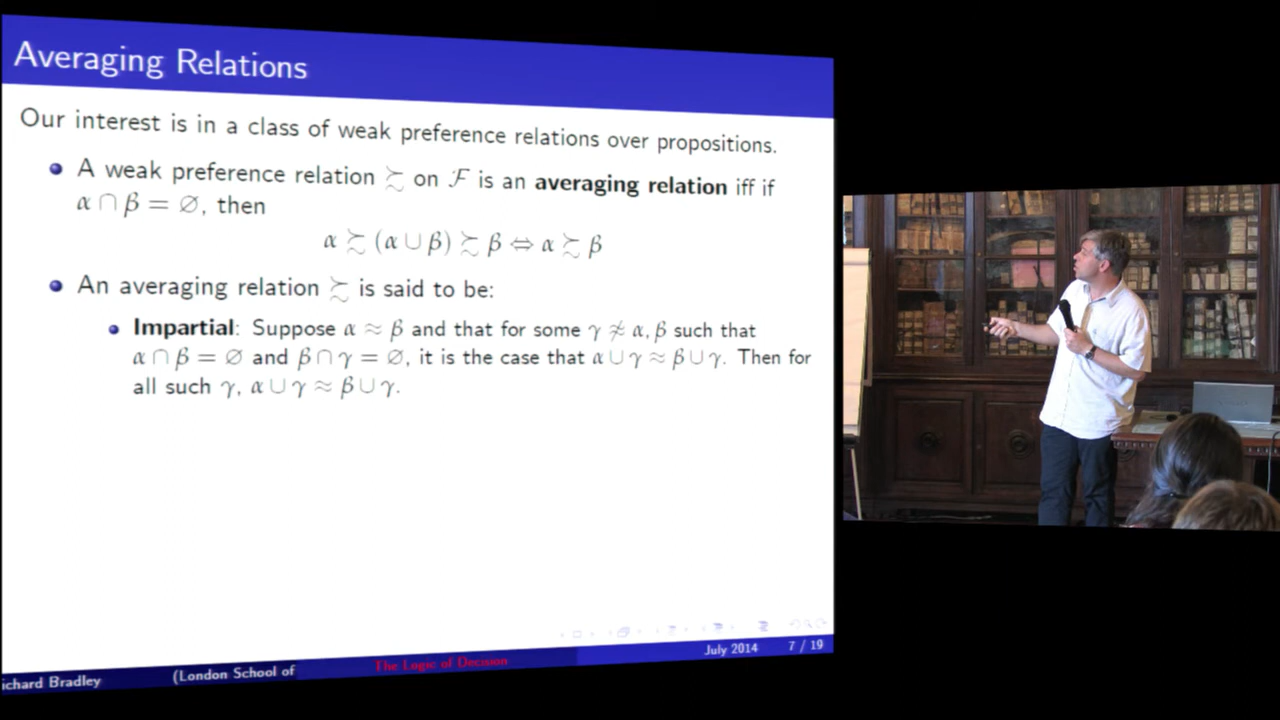 Averaging Relations
Our interest is in a class of weak preference relations over propositions.
A weak preference relation ≿ on ℱ is an averaging relation iff if
α ∩ β = ∅, then
α ≿ (α ∪ β) ≿ β ⇔ α ≿ β
An averaging relation ≿ is said to be:
Impartial: Suppose α ≈ β and that for some γ ≉ α, β such that
α ∩ β = ∅ and β ∩ γ = ∅, it is the case that α ∪ γ ≈ β ∪ γ. Then for
all such γ, α ∪ γ ≈ β ∪ γ.
ichard Bradley (London School of The Logic of Decision July 2014 7 / 19